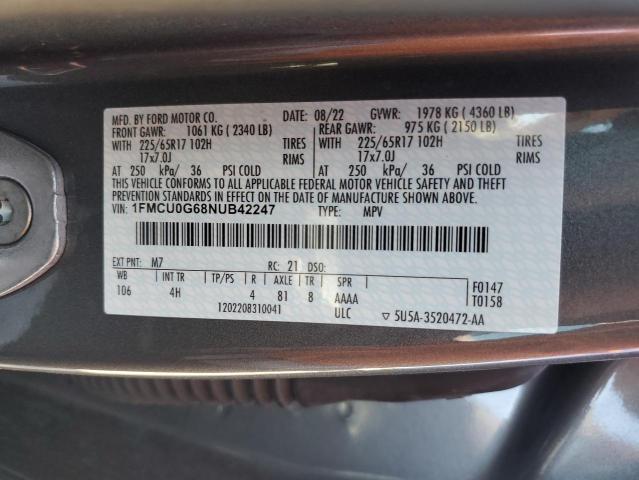 MFD. BY FORD MOTOR CO. DATE: 08/22 GVWR: 1978 KG ( 4360 LB)
FRONT GAWR: 1061 KG ( 2340 LB) REAR GAWR: 975 KG ( 2150 LB)
WITH 225/65R17 102H TIRES WITH 225/65R17 102H TIRES
17x7.0J RIMS 17x7.0J RIMS
AT 250 kPa/ 36 PSI COLD AT 250 kPa/ 36 PSI COLD
THIS VEHICLE CONFORMS TO ALL APPLICABLE FEDERAL MOTOR VEHICLE SAFETY AND THEFT
PREVENTION STANDARDS IN EFFECT ON THE DATE OF MANUFACTURE SHOWN ABOVE.
VIN: 1FMCU0G68NUB42247 TYPE: MPV
EXT PNT: M7 RC: 21 DSO:
WB INT TR TP/PS R AXLE TR SPR F0147
106 4H 4 81 8 AAAA T0158
1202208310041 ULC ▽ 5U5A-3520472-AA